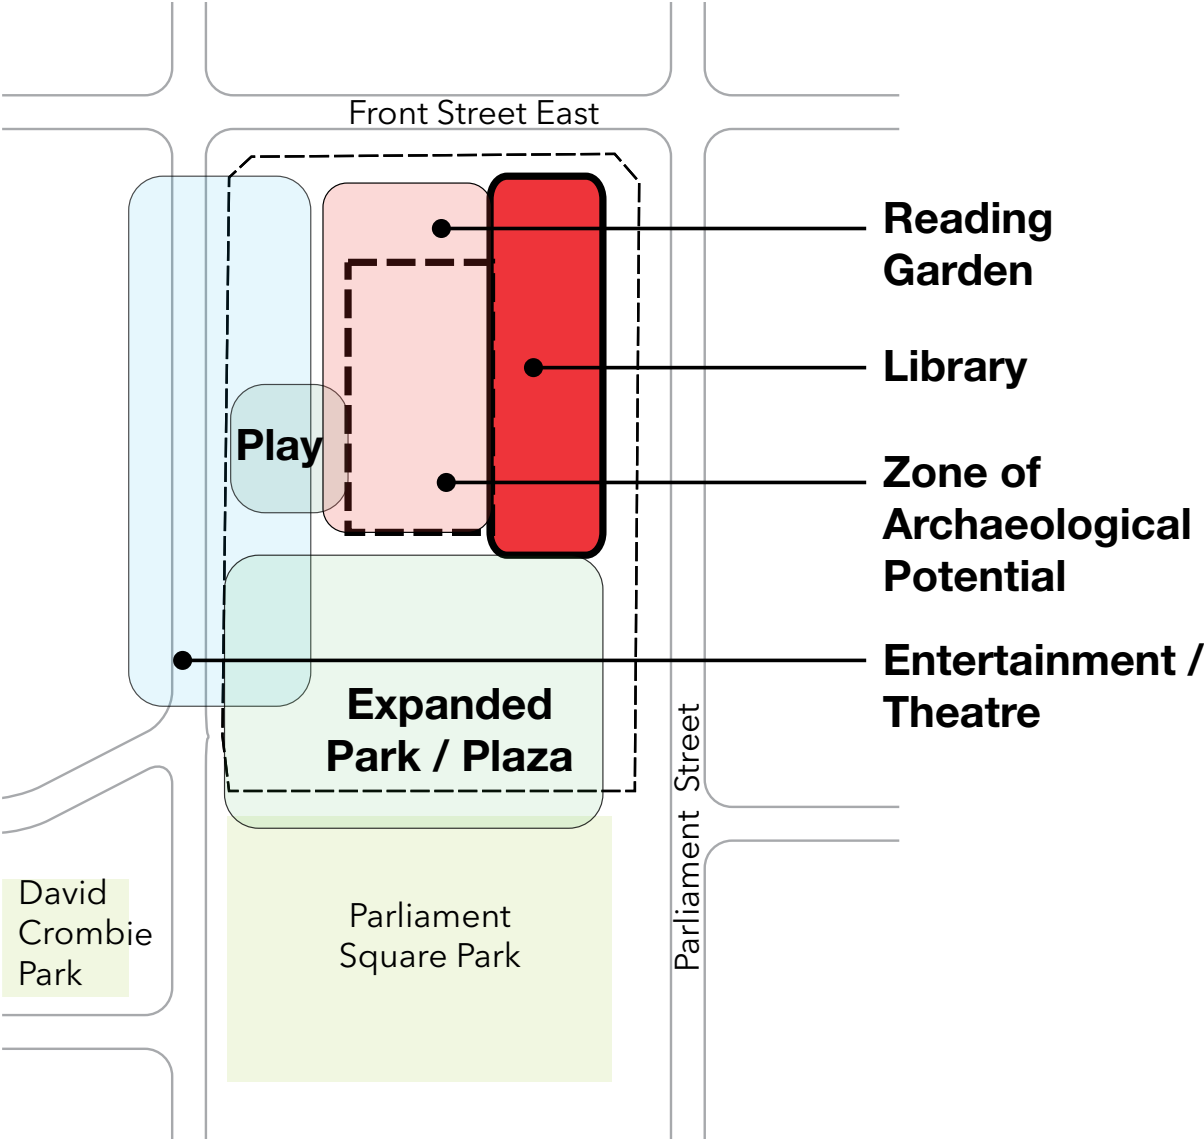 Front Street East
Reading
Garden
Library
Play
Zone of
Archaeological
Potential
Entertainment /
Theatre
Expanded
Park / Plaza
Parliament Street
David
Crombie
Park
Parliament
Square Park